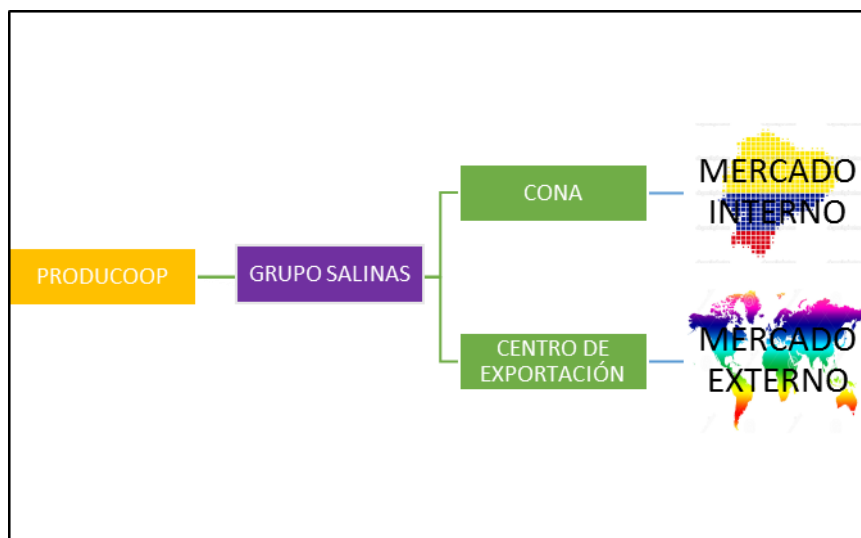 PRODUCOOP
GRUPO SALINAS
CONA
MERCADO
INTERNO
CENTRO DE
EXPORTACIÓN
MERCADO
EXTERNO